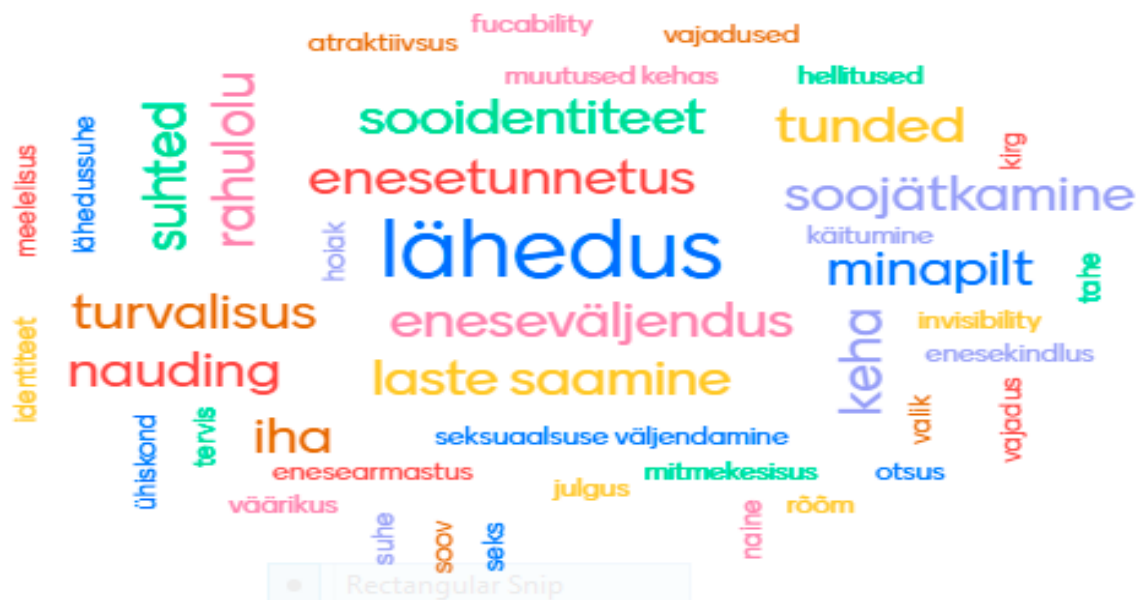 fucability
atraktiivsus
vajadused
muutused kehas
hellitused
sooidentiteet
tunded
suhted
rahulolu
lähedussuhe
meelelisus
kirg
enesetunnetus
soojätkamine
hoiak
lähedus
käitumine
minapilt
tahe
turvalisus
eneseväljendus
invisibility
identiteet
keha
enesekindlus
nauding
laste saamine
valik
vajadus
ühiskond
tervis
iha
seksuaalsuse väljendamine
enesearmastus
mitmekesisus
otsus
julgus
väärikus
rõõm
naine
suhe
soov
seks
Rectangular Snip